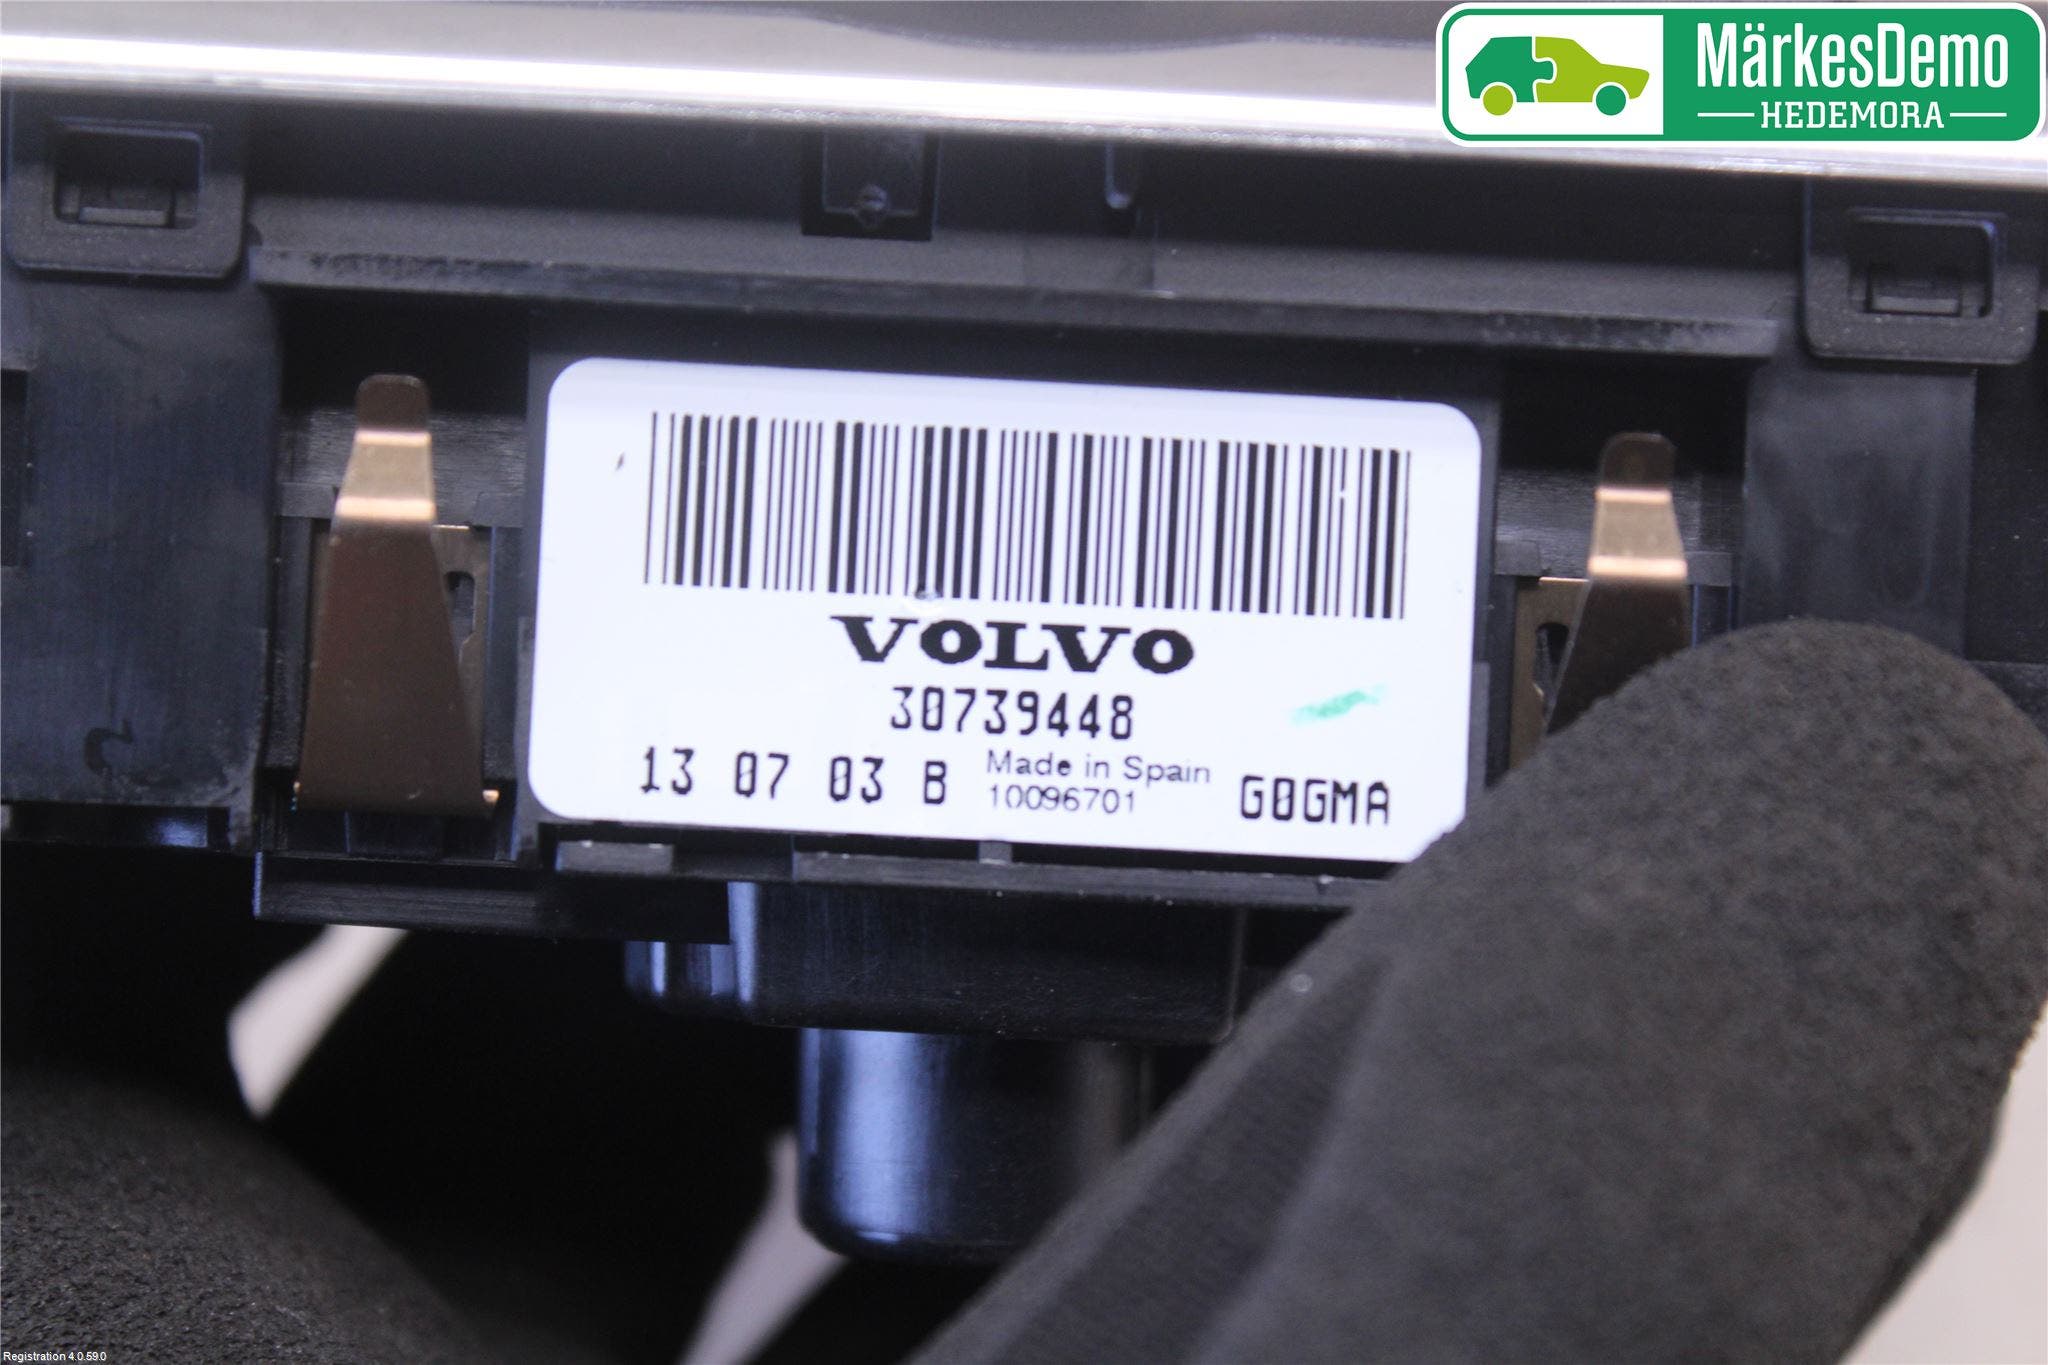 MärkesDemo
HEDEMORA
VOLVO
30739448
13 07 03 B Made in Spain G0GMA
10096701
Registration 4.0.59.0